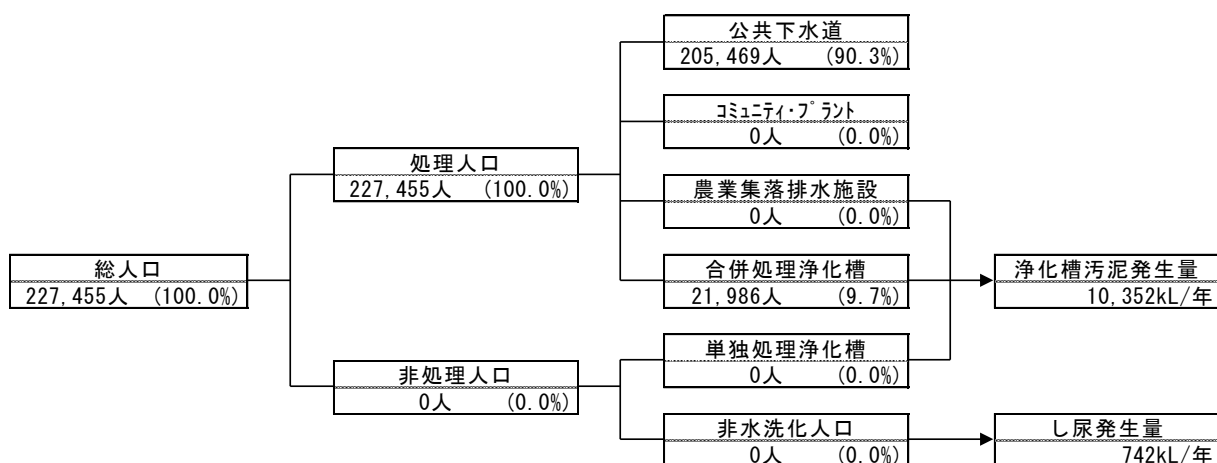 公共下水道
205,469人 (90.3%)
ｺﾐｭﾆﾃｨ･ﾌﾟﾗﾝﾄ
0人 (0.0%)
処理人口
227,455人 (100.0%)
農業集落排水施設
0人 (0.0%)
総人口
227,455人 (100.0%)
合併処理浄化槽
21,986人 (9.7%)
浄化槽汚泥発生量
10,352kL/年
単独処理浄化槽
0人 (0.0%)
非処理人口
0人 (0.0%)
非水洗化人口
0人 (0.0%)
し尿発生量
742kL/年